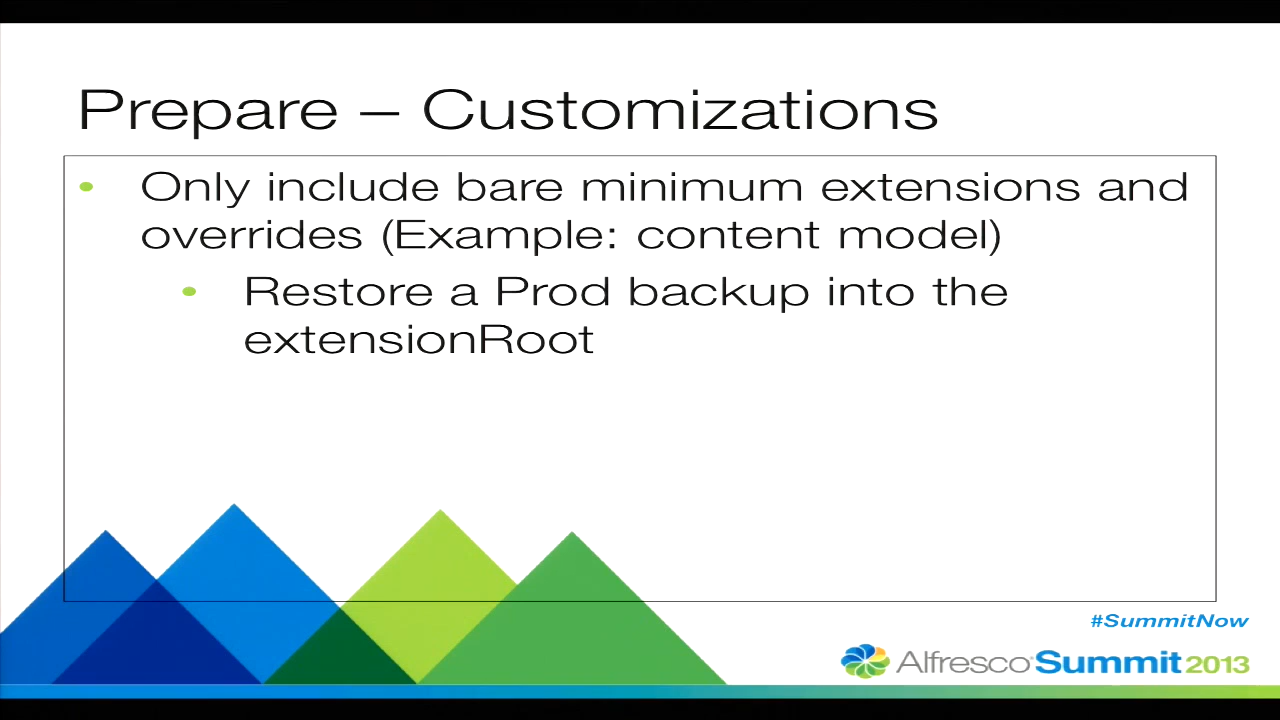 Prepare – Customizations
• Only include bare minimum extensions and
overrides (Example: content model)
• Restore a Prod backup into the
extensionRoot
#SummitNow
Alfresco Summit 2013